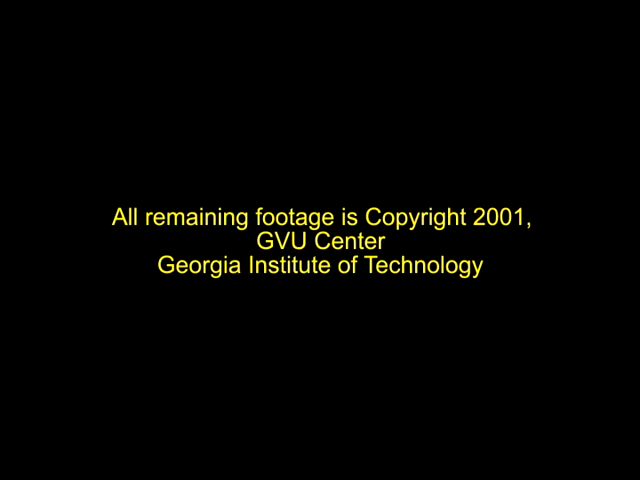 All remaining footage is Copyright 2001,
GVU Center
Georgia Institute of Technology